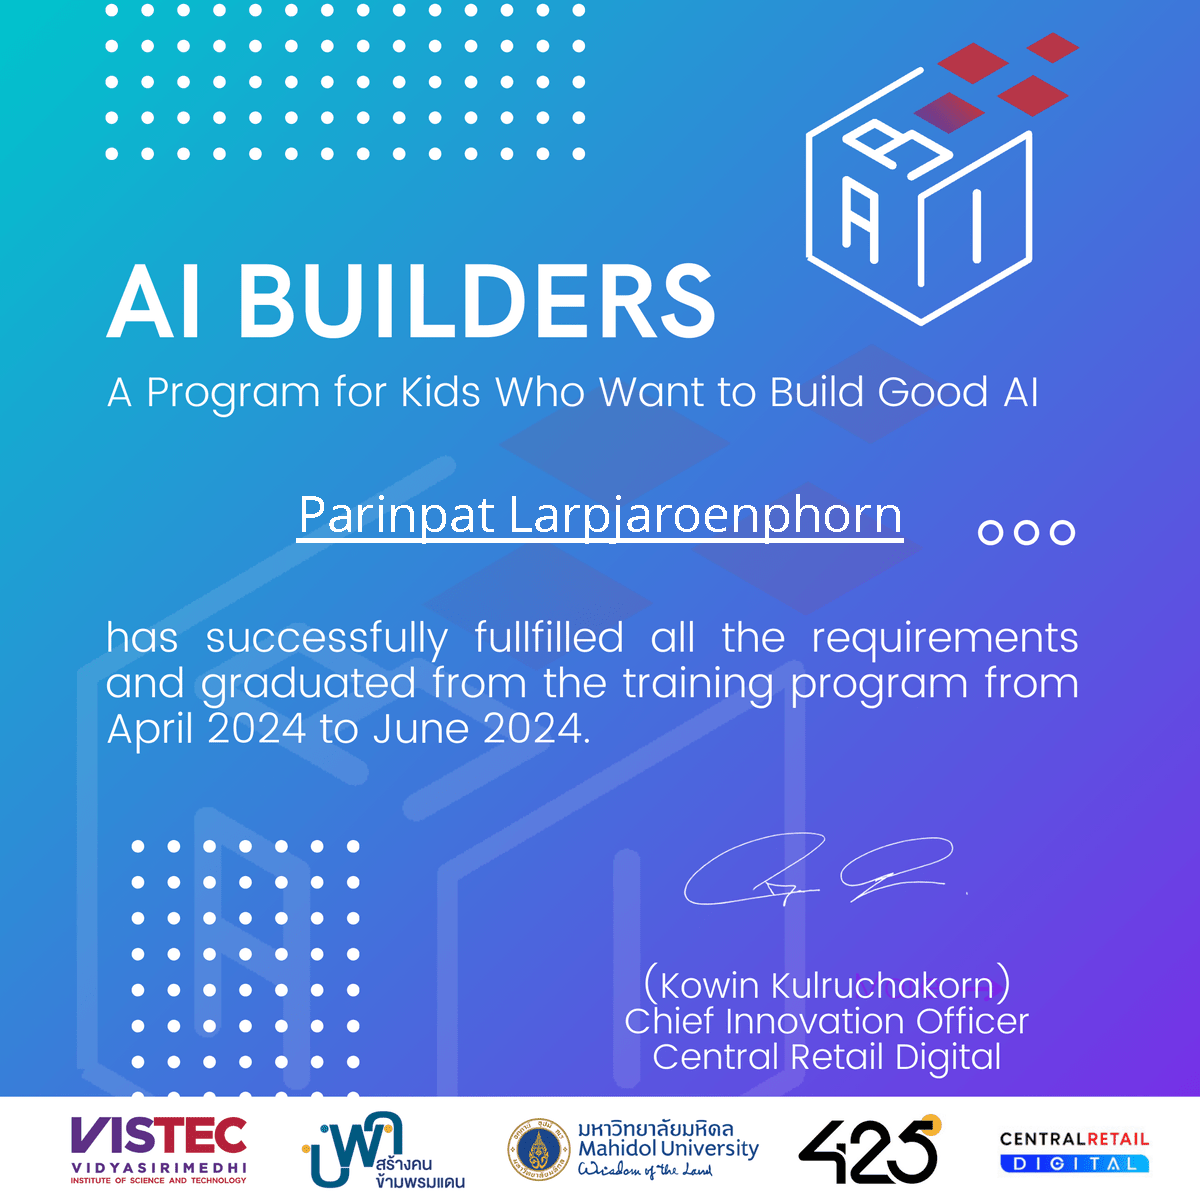 B
A I
AI BUILDERS
A Program for Kids Who Want to Build Good AI
Parinpat Larpjaroenphorn
has successfully fullfilled all the requirements
and graduated from the training program from
April 2024 to June 2024.
(Kowin Kulruchakorn)
Chief Innovation Officer
Central Retail Digital
VISTEC
VIDYASIRIMEDHI
INSTITUTE OF SCIENCE AND TECHNOLOGY
สร้างคน
ข้ามพรมแดน
มหาวิทยาลัยมหิดล
Mahidol University
Wisdom of the Land
425
CENTRALRETAIL
DIGITAL